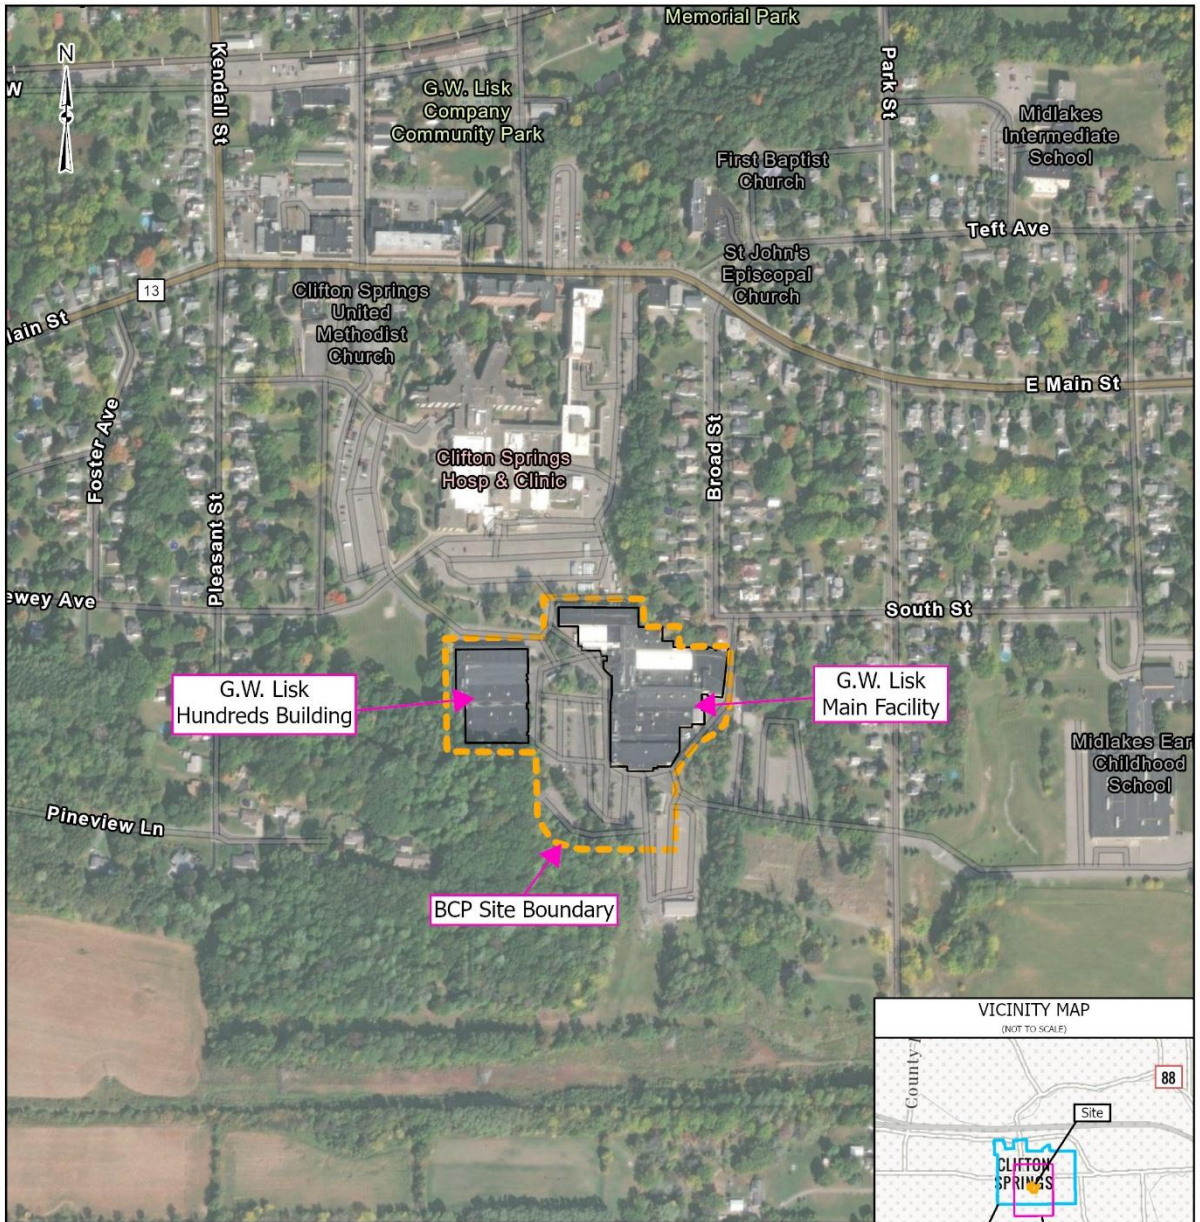 Memorial Park
N
W
Kendall St
G.W. Lisk
Company
Community Park
Park St
Midlakes
Intermediate
School
First Baptist
Church
Teft Ave
St John's
Episcopal
Church
13
Clifton Springs
United
Methodist
Church
lain St
E Main St
Foster Ave
Broad St
Clifton Springs
Hosp & Clinic
Pleasant St
ewey Ave
South St
G.W. Lisk
Hundreds Building
G.W. Lisk
Main Facility
Midlakes Earl
Childhood
School
Pineview Ln
BCP Site Boundary
VICINITY MAP
(NOT TO SCALE)
County
88
Site
CLIFTON
SPRINGS